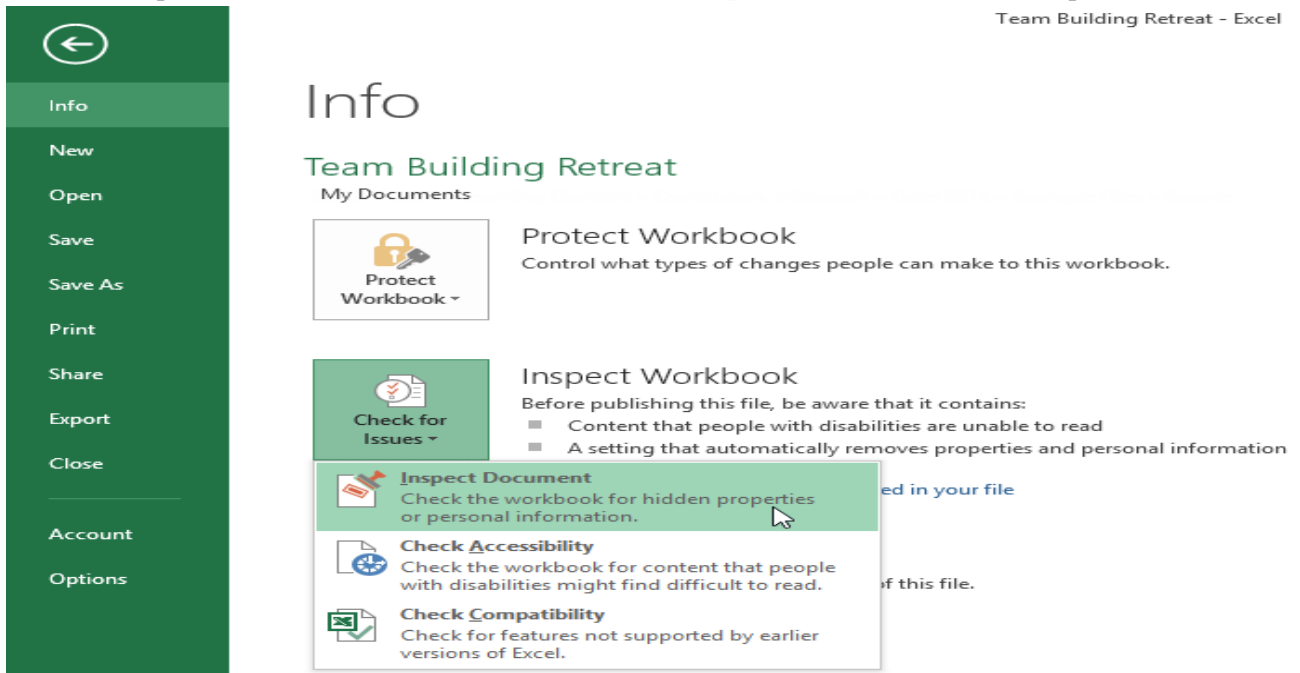 Team Building Retreat - Excel
Info
New
Open
Save
Save As
Print
Share
Export
Close
Account
Options
Info
Team Building Retreat
My Documents
Protect
Workbook
Protect Workbook
Control what types of changes people can make to this workbook.
Check for
Issues
Inspect Workbook
Before publishing this file, be aware that it contains:
Content that people with disabilities are unable to read
A setting that automatically removes properties and personal information
ed in your file
Inspect Document
Check the workbook for hidden properties
or personal information.
Check Accessibility
Check the workbook for content that people
with disabilities might find difficult to read.
of this file.
Check Compatibility
Check for features not supported by earlier
versions of Excel.